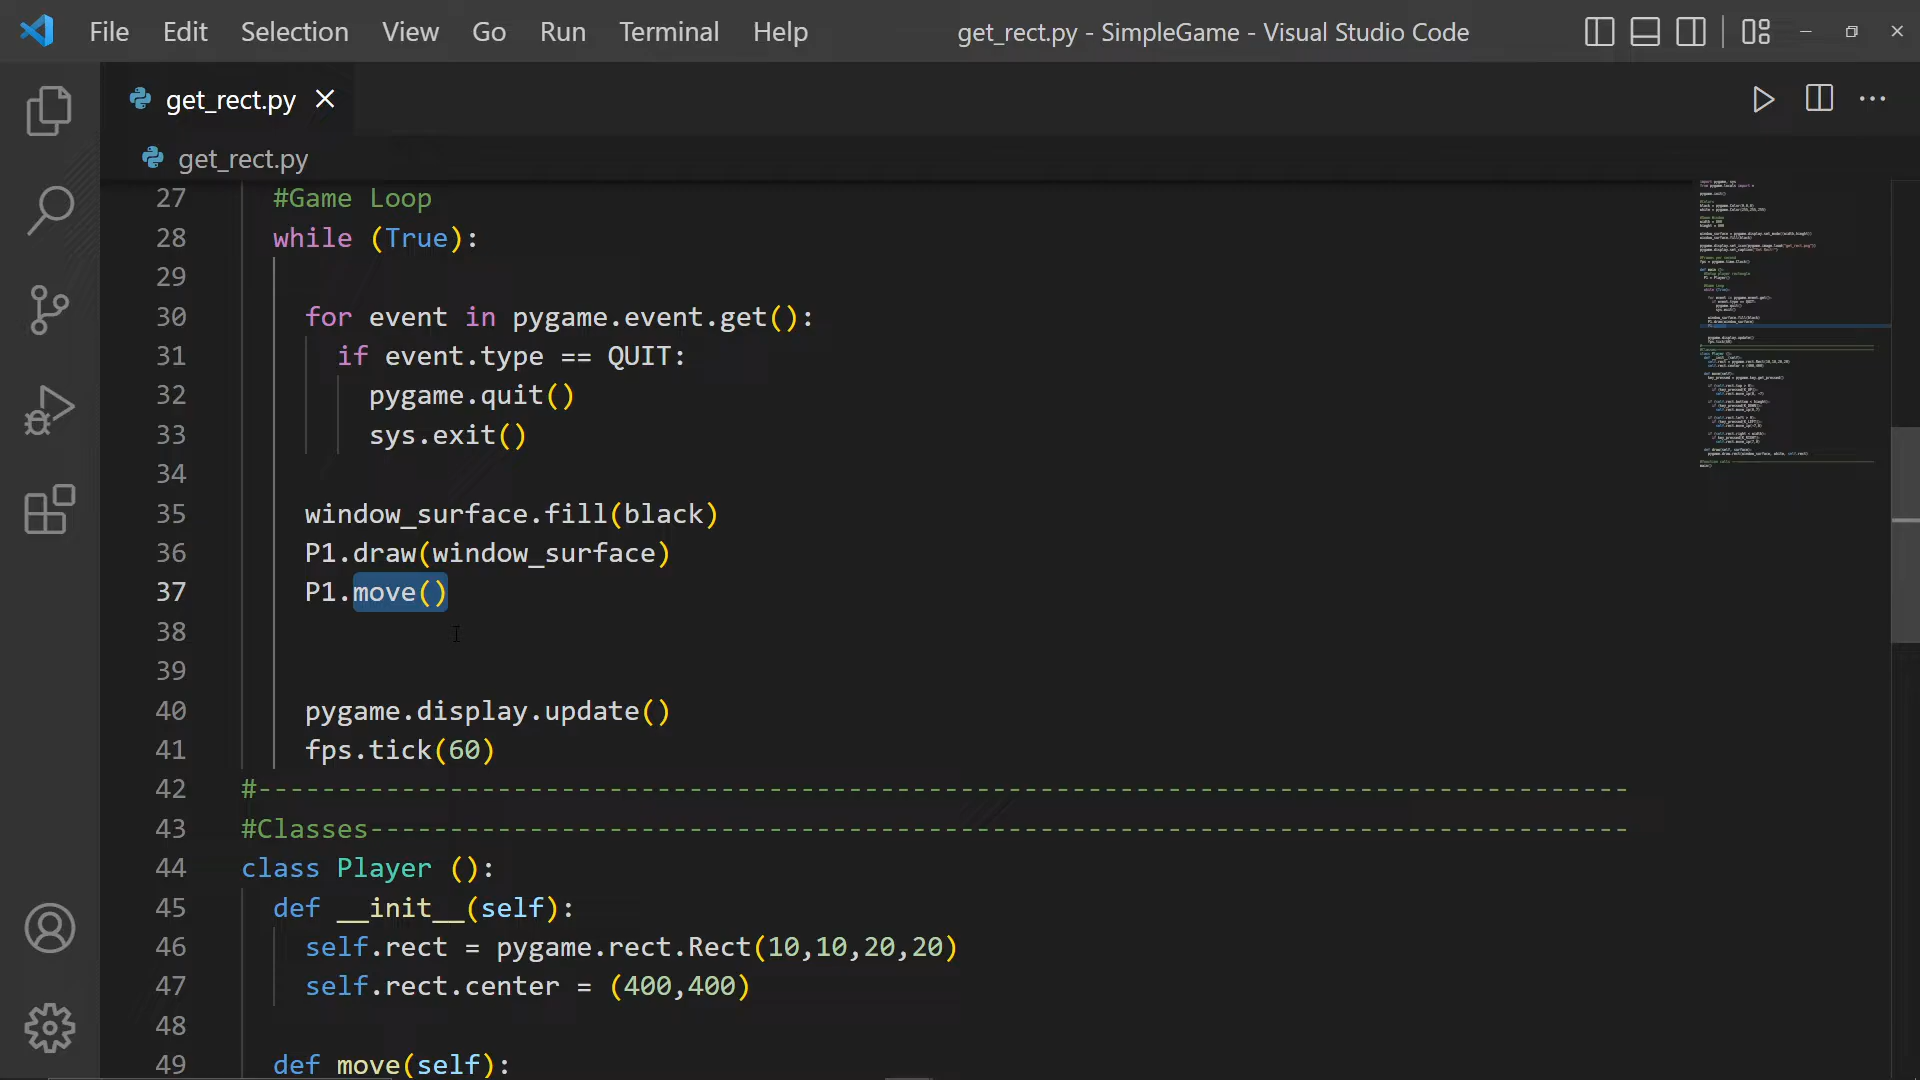 File Edit Selection View Go Run Terminal Help get_rect.py - SimpleGame - Visual Studio Code
get_rect.py
get_rect.py
27 #Game Loop
28 while (True):
29
30 for event in pygame.event.get():
31 if event.type == QUIT:
32 pygame.quit()
33 sys.exit()
34
35 window_surface.fill(black)
36 P1.draw(window_surface)
37 P1.move()
38
39
40 pygame.display.update()
41 fps.tick(60)
42 #--------------------------------------------------------------------------------------
43 #Classes-------------------------------------------------------------------------------
44 class Player ():
45 def __init__(self):
46 self.rect = pygame.rect.Rect(10,10,20,20)
47 self.rect.center = (400,400)
48
49 def move(self):